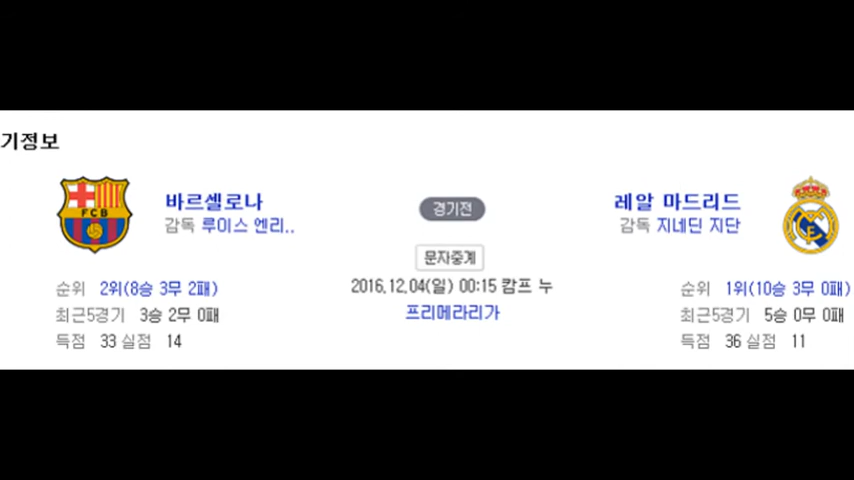 기정보
FCB
바르셀로나
감독 루이스 엔리..
순위 2위(8승 3무 2패)
최근5경기 3승 2무 0패
득점 33 실점 14
경기전
문자중계
2016.12.04(일) 00:15 캄프 누
프리메라리가
레알 마드리드
감독 지네딘 지단
순위 1위(10승 3무 0패)
최근5경기 5승 0무 0패
득점 36 실점 11